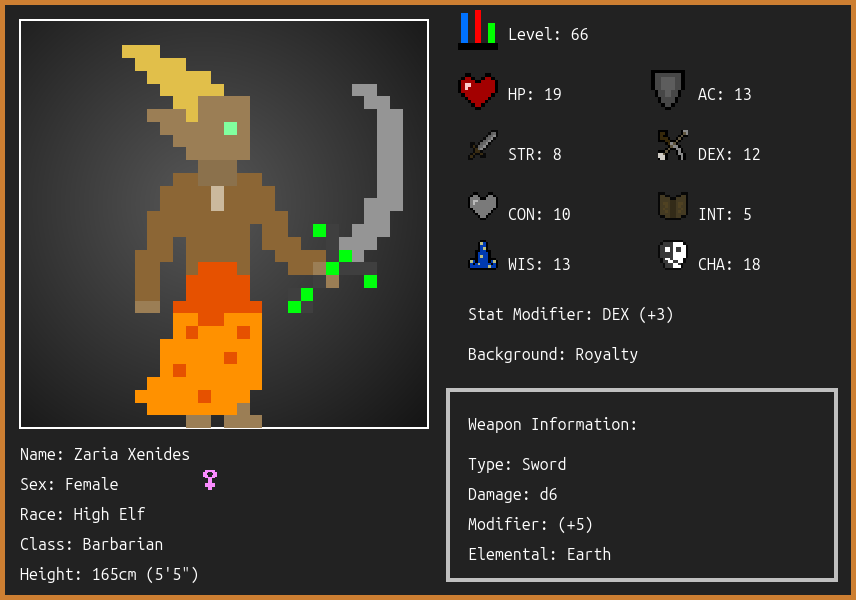 Level: 66
HP: 19
AC: 13
STR: 8
DEX: 12
CON: 10
INT: 5
WIS: 13
CHA: 18
Stat Modifier: DEX (+3)
Background: Royalty
Weapon Information:
Type: Sword
Damage: d6
Modifier: (+5)
Elemental: Earth
Name: Zaria Xenides
Sex: Female
Race: High Elf
Class: Barbarian
Height: 165cm (5'5")